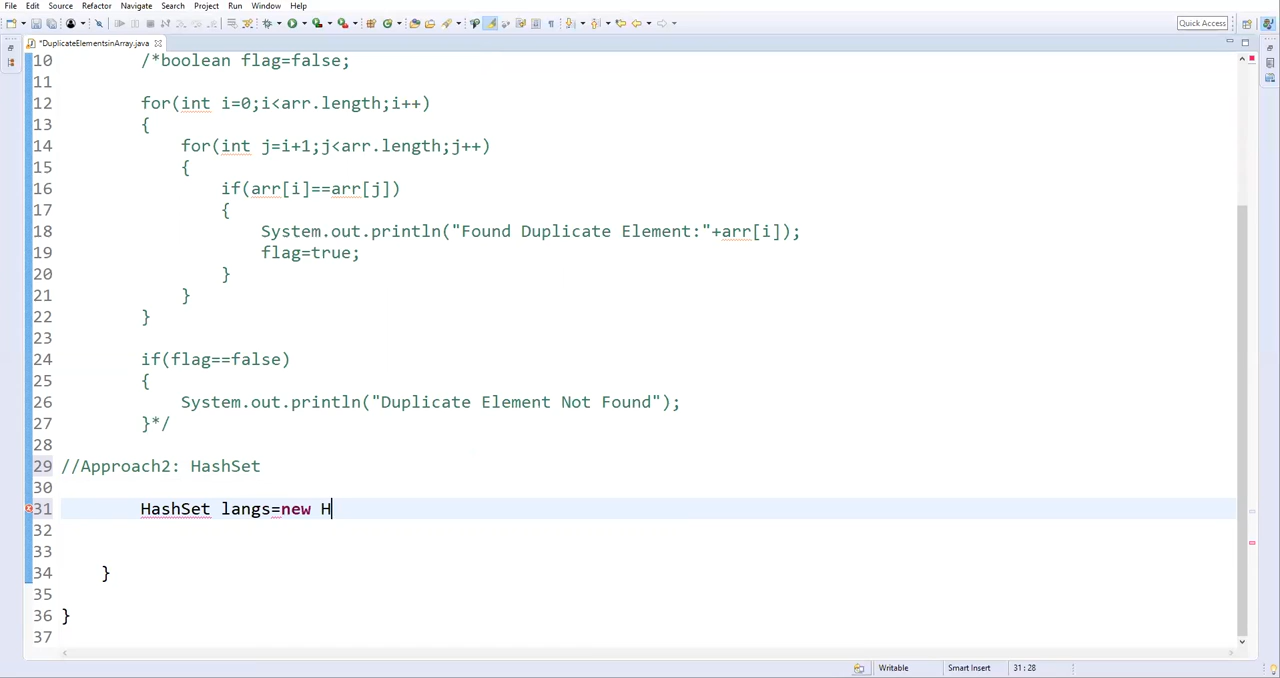 File Edit Source Refactor Navigate Search Project Run Window Help
Quick Access
*DuplicateElementsinArray.java
10 /*boolean flag=false;
11
12 for(int i=0;i<arr.length;i++)
13 {
14 for(int j=i+1;j<arr.length;j++)
15 {
16 if(arr[i]==arr[j])
17 {
18 System.out.println("Found Duplicate Element:"+arr[i]);
19 flag=true;
20 }
21 }
22 }
23
24 if(flag==false)
25 {
26 System.out.println("Duplicate Element Not Found");
27 }*/
28
29 //Approach2: HashSet
30
31 HashSet langs=new H
32
33
34 }
35
36 }
37
Writable Smart Insert 31 : 28